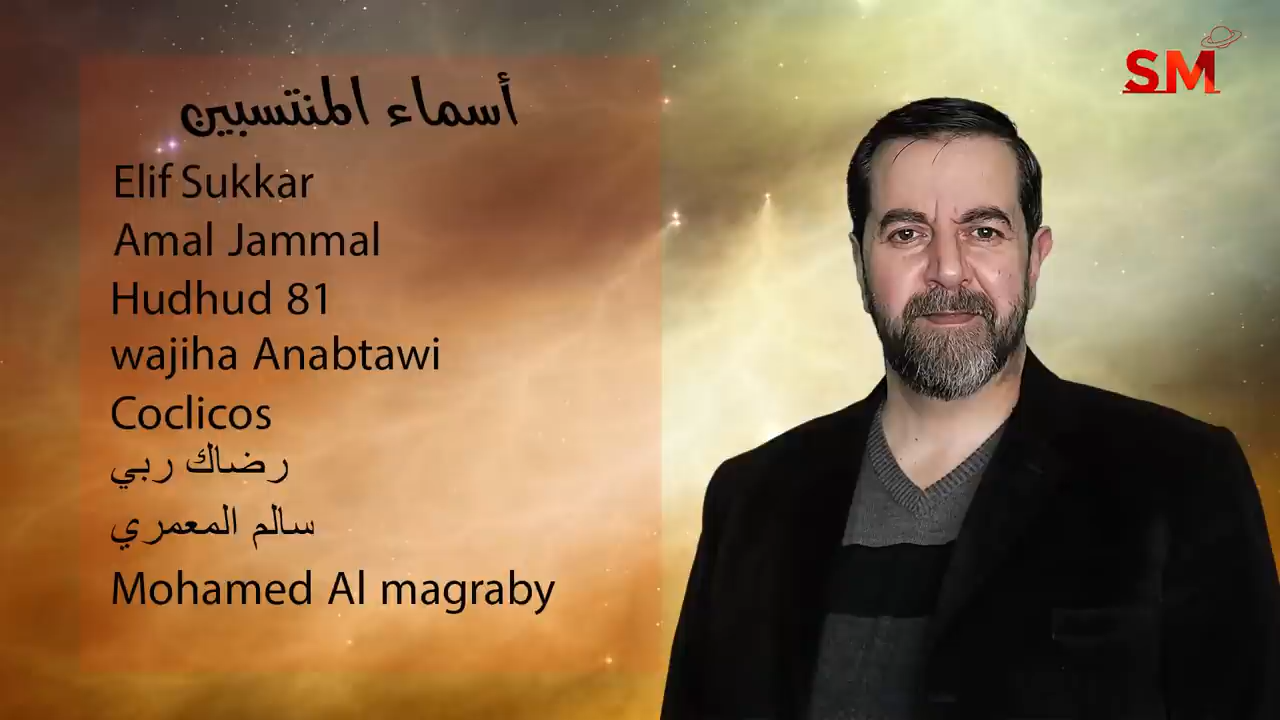 SM
أسماء المنتسبين
Elif Sukkar
Amal Jammal
Hudhud 81
wajiha Anabtawi
Coclicos
رضاك ربي
سالم المعمري
Mohamed Al magraby